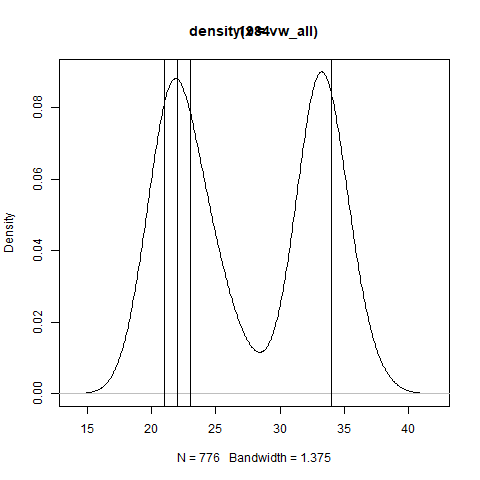 density(x = vw_all)
1984
Density
0.00
0.02
0.04
0.06
0.08
15 20 25 30 35 40
N = 776 Bandwidth = 1.375